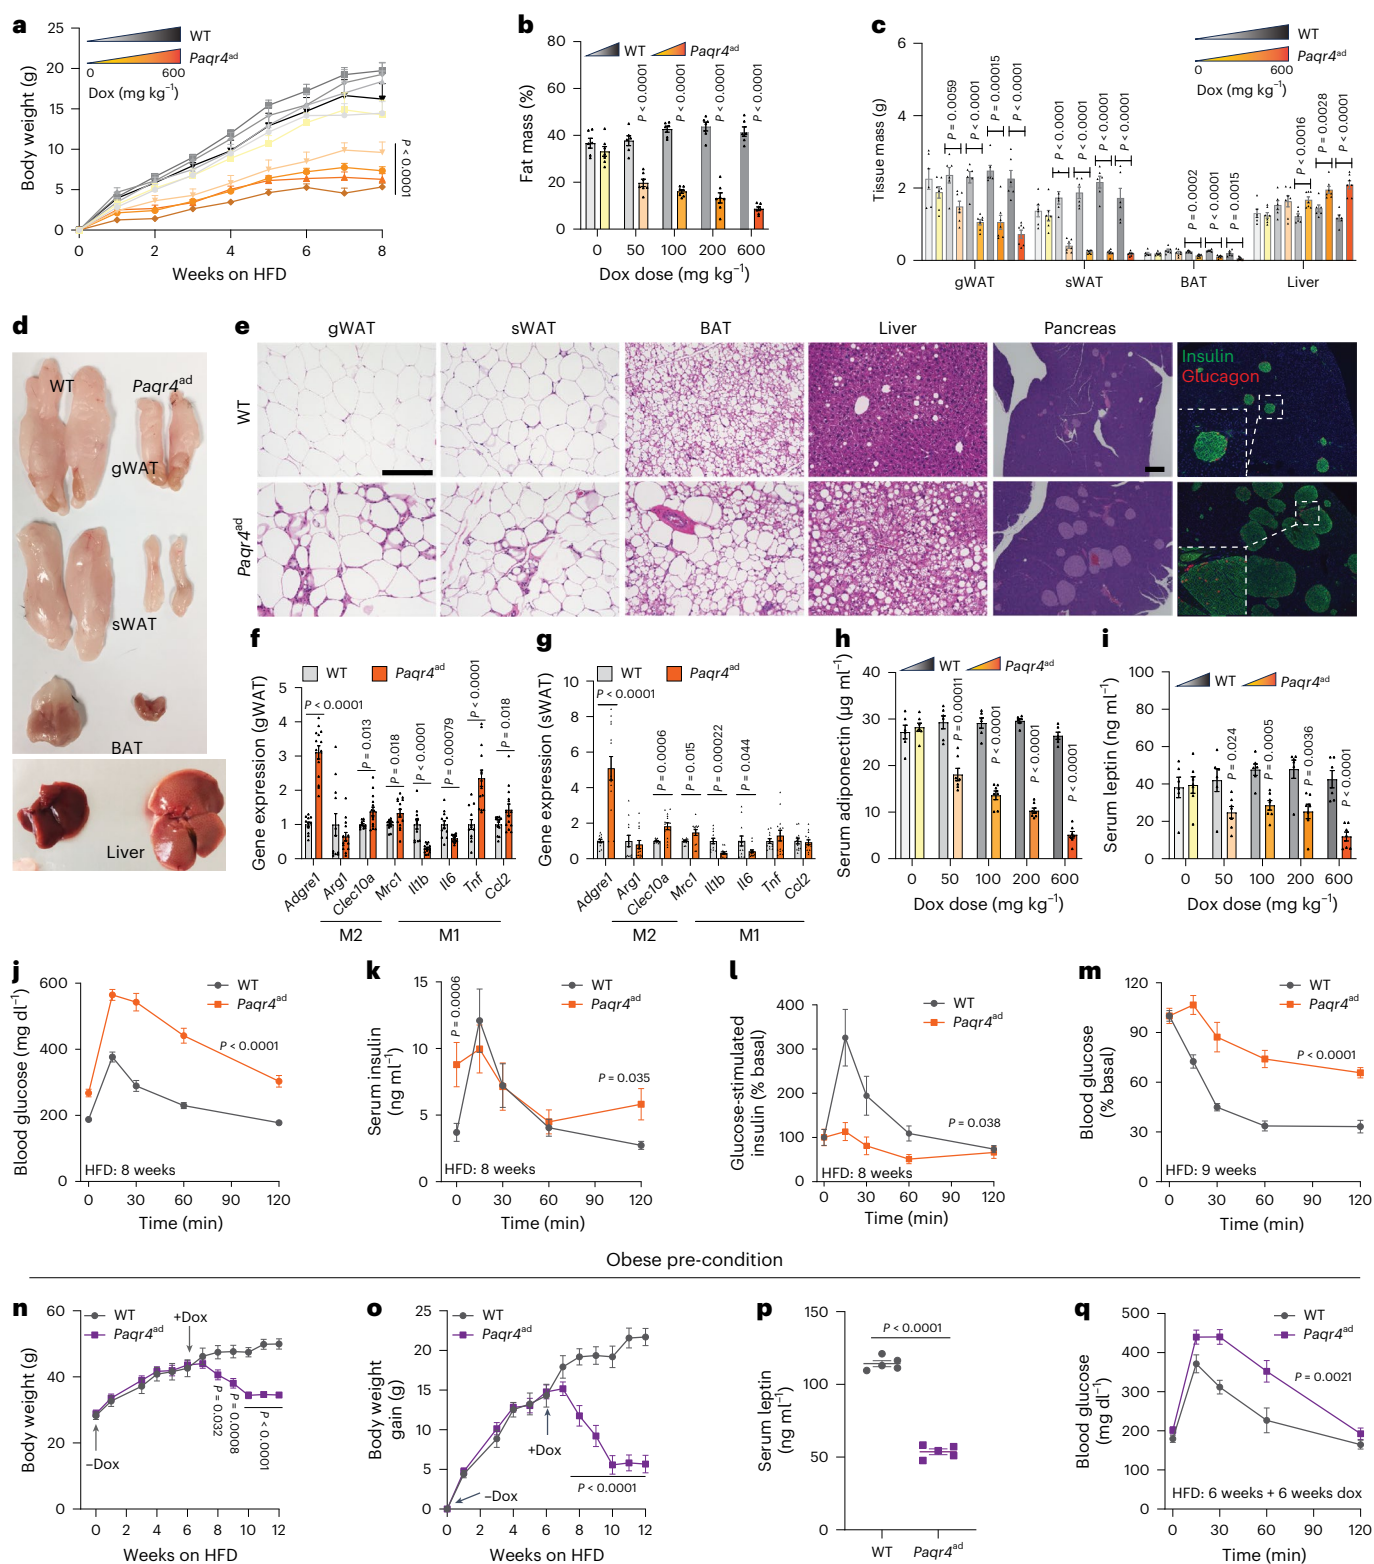 a
25
20
15
10
5
0
Body weight (g)
WT
Paqr4ad
0 600
Dox (mg kg−1)
P < 0.0001
0 2 4 6 8
Weeks on HFD
b
80
60
40
20
0
Fat mass (%)
WT Paqr4ad
P < 0.0001
P < 0.0001
P < 0.0001
P < 0.0001
0 50 100 200 600
Dox dose (mg kg−1)
c
6
4
2
0
Tissue mass (g)
WT
Paqr4ad
0 600
Dox (mg kg−1)
P = 0.0059
P < 0.0001
P = 0.00015
P < 0.0001
P < 0.0001
P < 0.0001
P < 0.0001
P < 0.0001
P = 0.0002
P < 0.0001
P = 0.0015
P < 0.0016
P = 0.0028
P < 0.0001
gWAT sWAT BAT Liver
d
WT Paqr4ad
gWAT
sWAT
BAT
Liver
e
gWAT sWAT BAT Liver Pancreas
WT
Paqr4ad
Insulin
Glucagon
f
WT Paqr4ad
Gene expression (gWAT)
5
4
3
2
1
0
P < 0.0001
P = 0.013
P = 0.018
P < 0.0001
P = 0.00079
P < 0.0001
P = 0.018
Adgre1 Arg1 Clec10a Mrc1 Il1b Il6 Tnf Ccl2
M2 M1
g
WT Paqr4ad
Gene expression (sWAT)
10
8
6
4
2
0
P < 0.0001
P = 0.0006
P = 0.015
P = 0.00022
P = 0.044
Adgre1 Arg1 Clec10a Mrc1 Il1b Il6 Tnf Ccl2
M2 M1
h
40
30
20
10
0
Serum adiponectin (µg ml−1)
WT Paqr4ad
P = 0.00011
P < 0.0001
P < 0.0001
P < 0.0001
0 50 100 200 600
Dox dose (mg kg−1)
i
100
80
60
40
20
0
Serum leptin (ng ml−1)
WT Paqr4ad
P = 0.024
P = 0.0005
P = 0.0036
P < 0.0001
0 50 100 200 600
Dox dose (mg kg−1)
j
600
400
200
0
Blood glucose (mg dl−1)
WT
Paqr4ad
P < 0.0001
HFD: 8 weeks
0 30 60 90 120
Time (min)
k
15
10
5
0
Serum insulin
(ng ml−1)
WT
Paqr4ad
P = 0.0006
P = 0.035
HFD: 8 weeks
0 30 60 90 120
Time (min)
l
400
300
200
100
0
Glucose-stimulated
insulin (% basal)
WT
Paqr4ad
P = 0.038
HFD: 8 weeks
0 30 60 90 120
Time (min)
m
120
90
60
30
0
Blood glucose
(% basal)
WT
Paqr4ad
P < 0.0001
HFD: 9 weeks
0 30 60 90 120
Time (min)
Obese pre-condition
n
60
40
20
0
Body weight (g)
WT
Paqr4ad
+Dox
−Dox
P = 0.032
P = 0.0008
P < 0.0001
0 2 4 6 8 10 12
Weeks on HFD
o
25
20
15
10
5
0
Body weight
gain (g)
WT
Paqr4ad
+Dox
−Dox
P < 0.0001
0 2 4 6 8 10 12
Weeks on HFD
p
150
100
50
0
Serum leptin
(ng ml−1)
P < 0.0001
WT Paqr4ad
q
500
400
300
200
100
0
Blood glucose
(mg dl−1)
WT
Paqr4ad
P = 0.0021
HFD: 6 weeks + 6 weeks dox
0 30 60 90 120
Time (min)